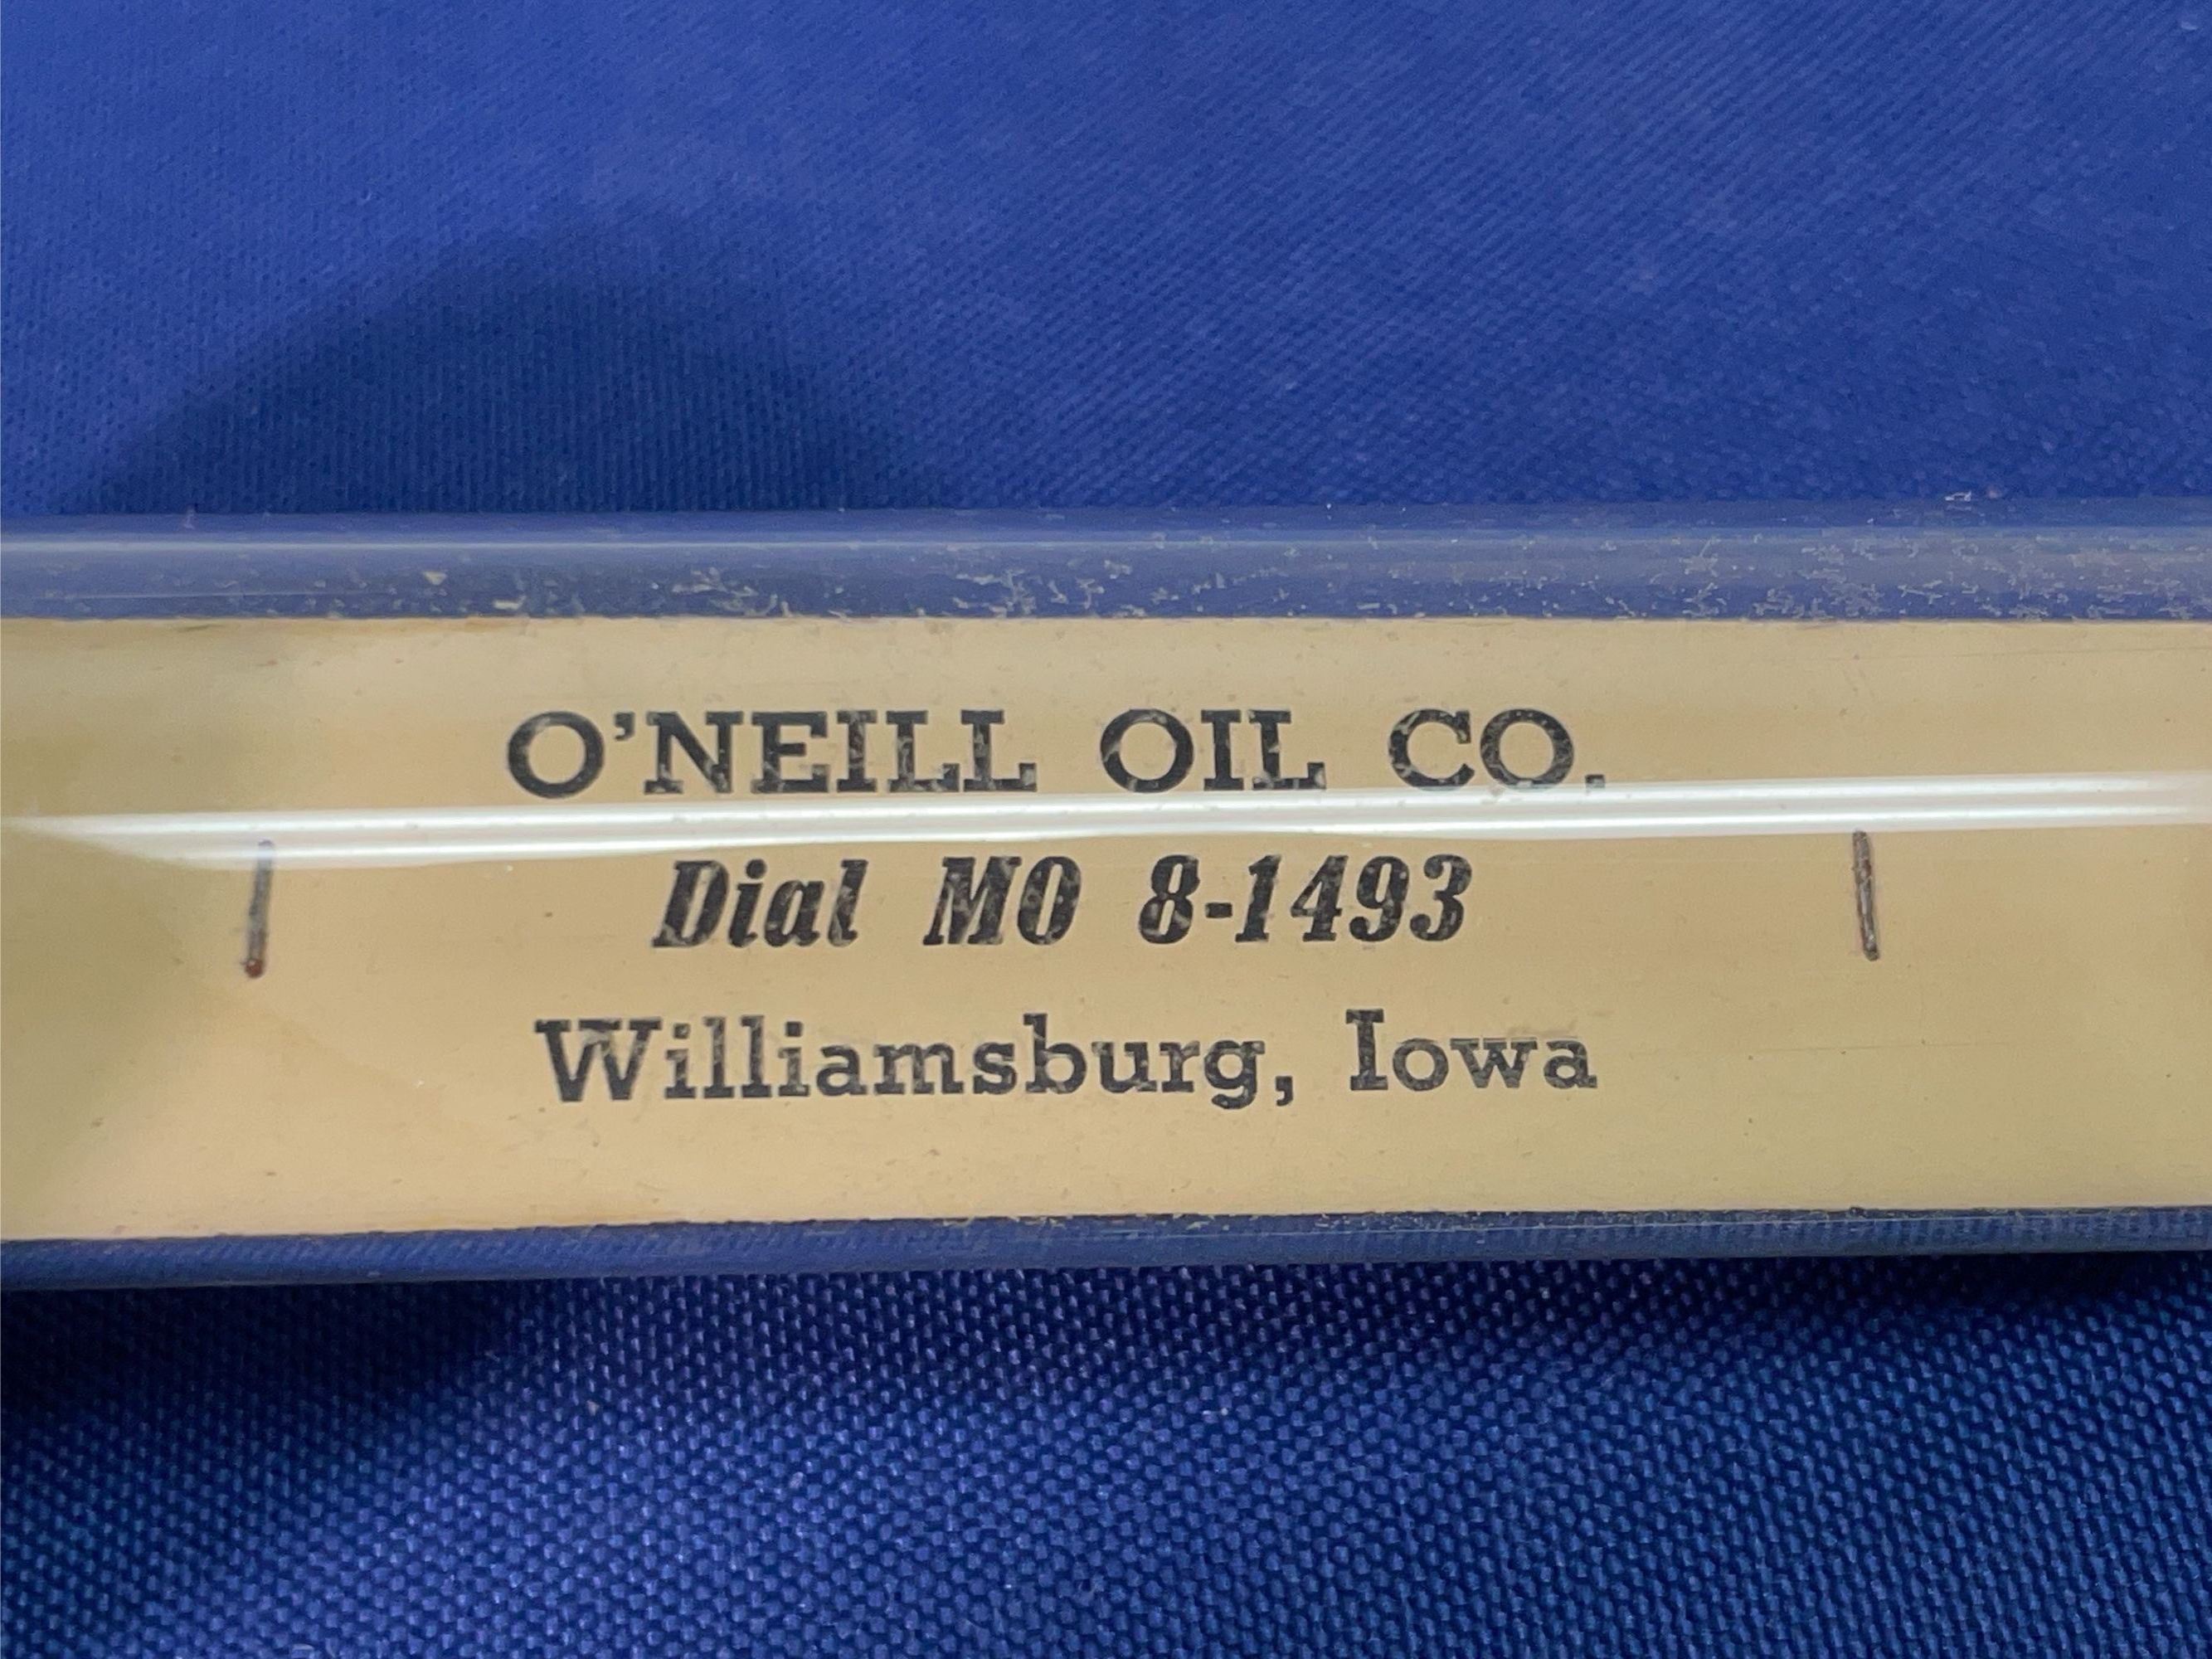 O'NEILL OIL CO.
Dial MO 8-1493
Williamsburg, Iowa